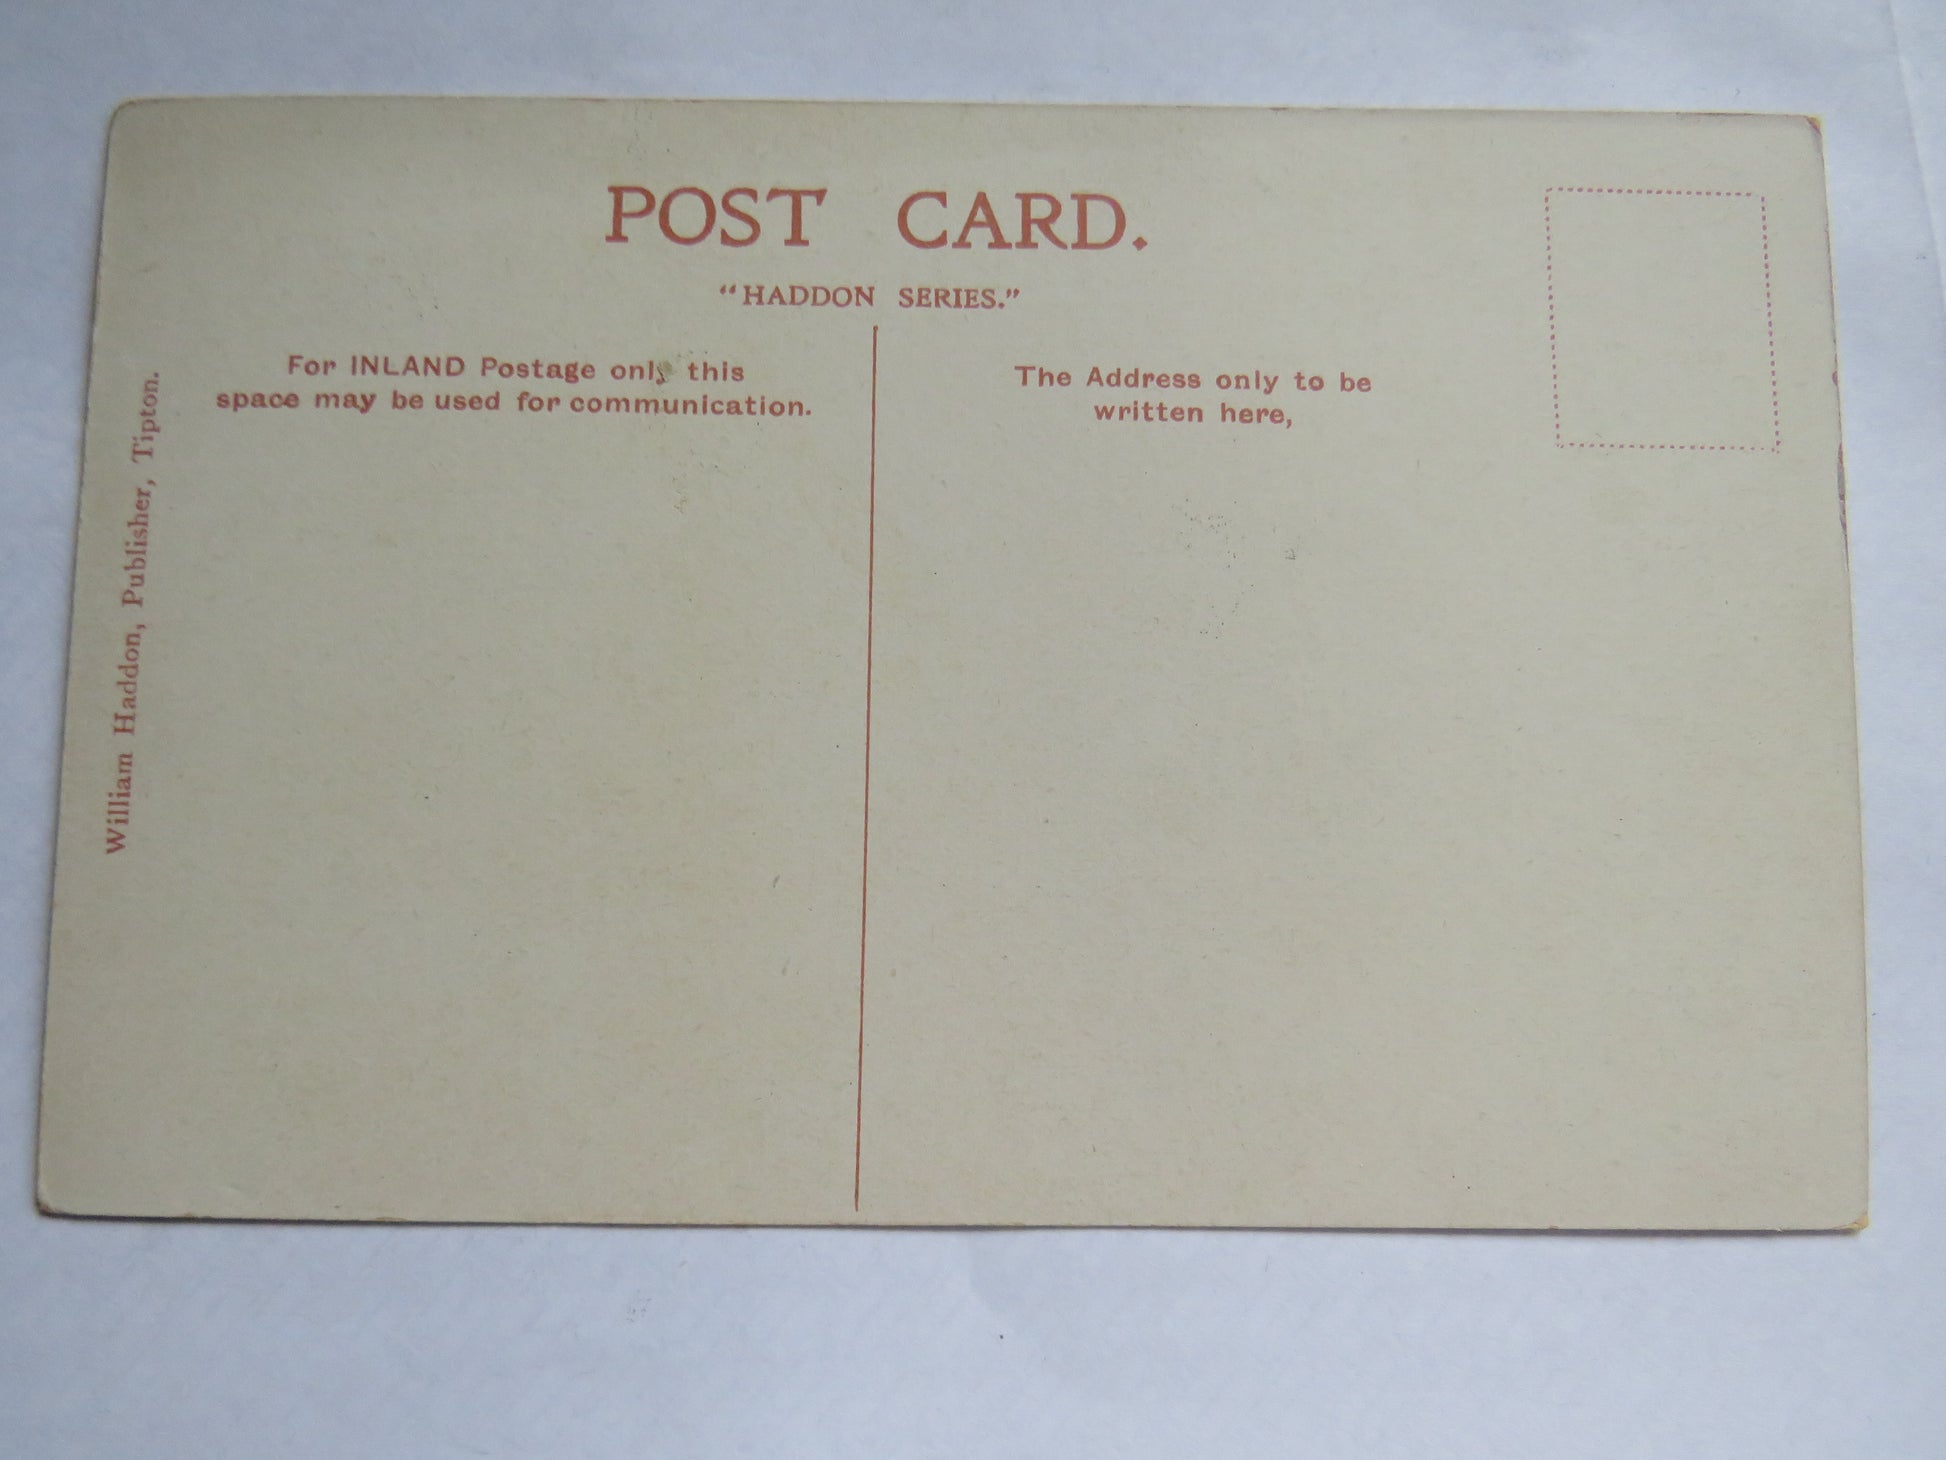 POST CARD.
"HADDON SERIES."
For INLAND Postage only this
space may be used for communication.
The Address only to be
written here,
William Haddon, Publisher, Tipton.